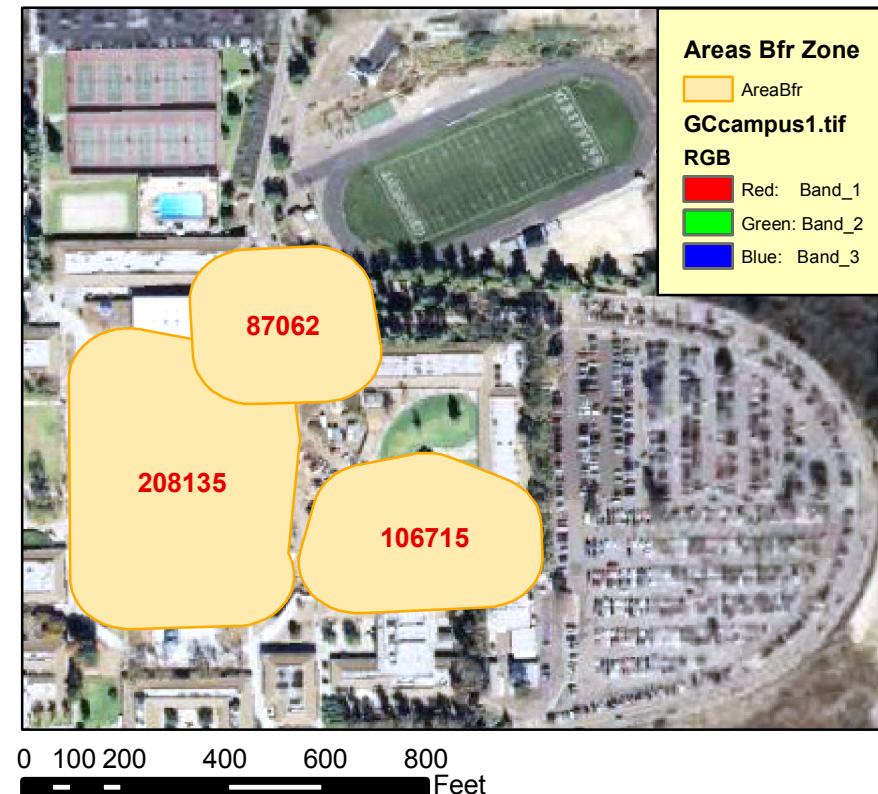 Areas Bfr Zone
AreaBfr
GCcampus1.tif
RGB
Red: Band_1
Green: Band_2
Blue: Band_3
87062
208135
106715
0 100 200 400 600 800
Feet